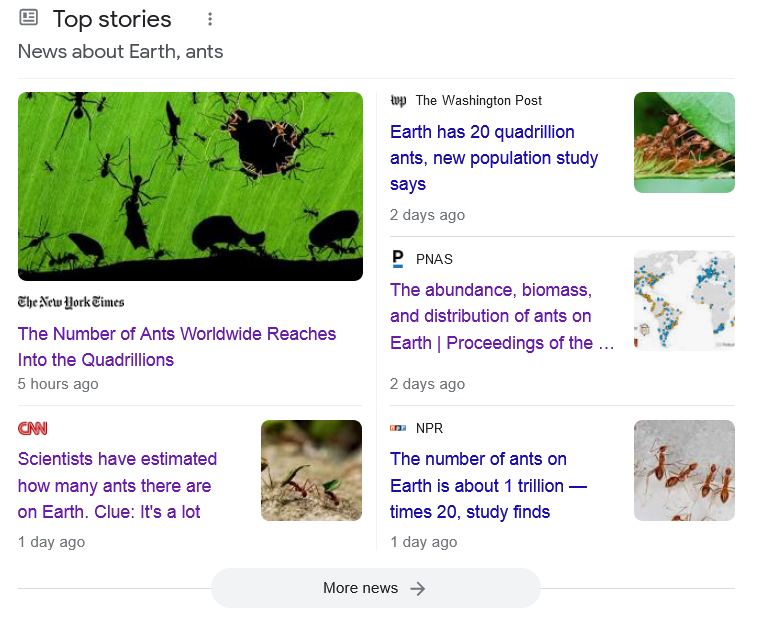 Top stories
News about Earth, ants
The New York Times
The Number of Ants Worldwide Reaches
Into the Quadrillions
5 hours ago
CNN
Scientists have estimated
how many ants there are
on Earth. Clue: It's a lot
1 day ago
wp The Washington Post
Earth has 20 quadrillion
ants, new population study
says
2 days ago
P PNAS
The abundance, biomass,
and distribution of ants on
Earth | Proceedings of the ...
2 days ago
npr NPR
The number of ants on
Earth is about 1 trillion —
times 20, study finds
1 day ago
More news →